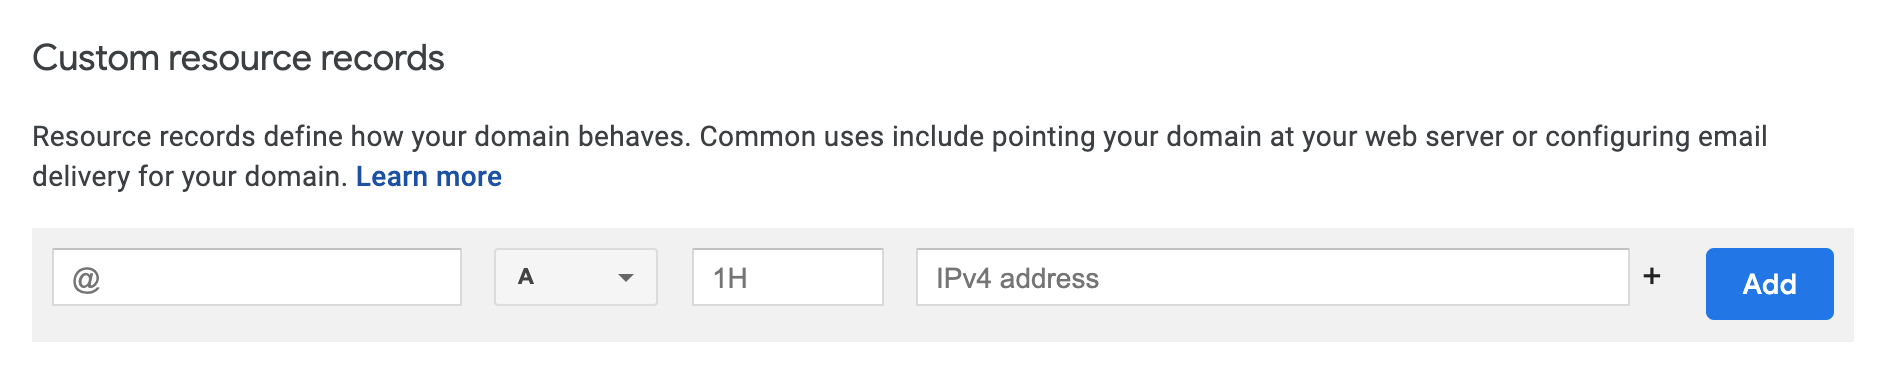 Custom resource records
Resource records define how your domain behaves. Common uses include pointing your domain at your web server or configuring email
delivery for your domain. Learn more
@ A 1H IPv4 address + Add